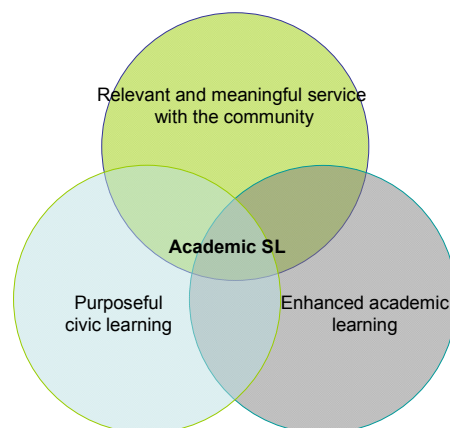 Relevant and meaningful service
with the community
Academic SL
Purposeful
civic learning
Enhanced academic
learning